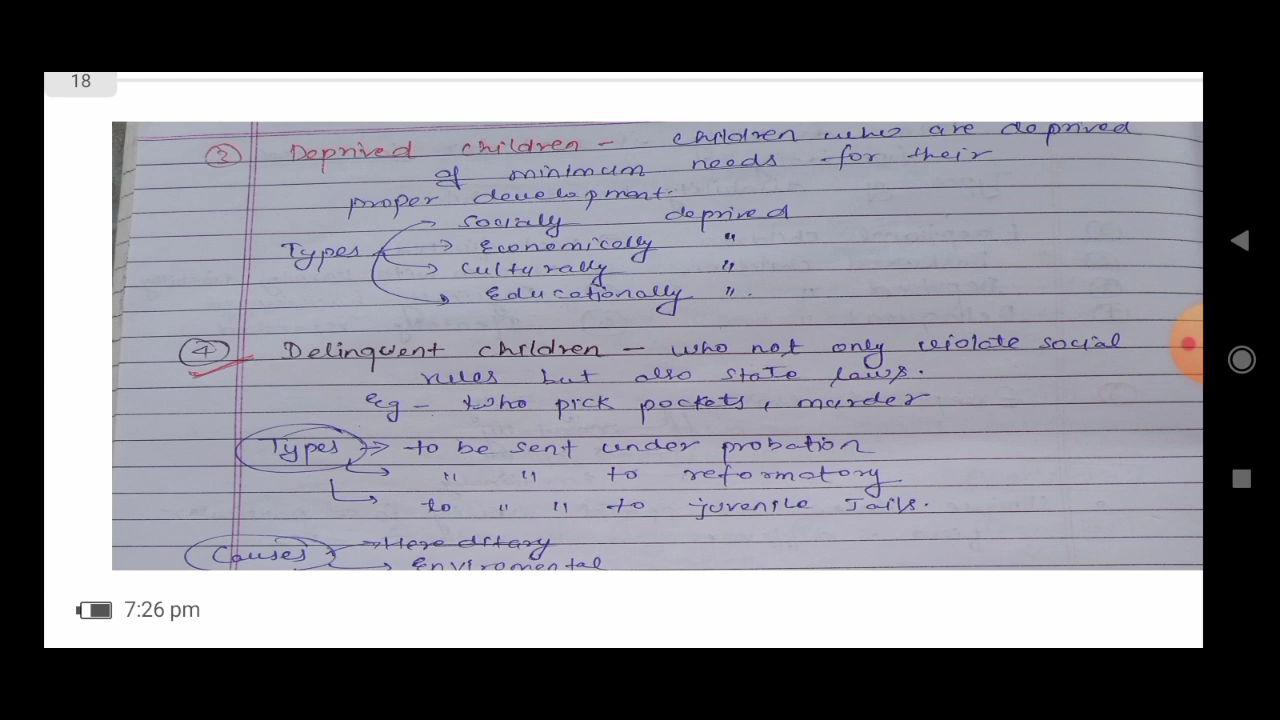 18
③ Deprived children - children who are deprived
of minimum needs for their
proper development.
Types → Socially deprived
→ Economically "
→ Culturally "
→ Educationally ".
④ Delinquent children - who not only violate social
rules but also state laws.
eg - who pick pockets, murder
Types → to be sent under probation
→ " " to reformatory
→ to " " to juvenile Jails.
Causes → Hereditary
→ Enviromental
7:26 pm